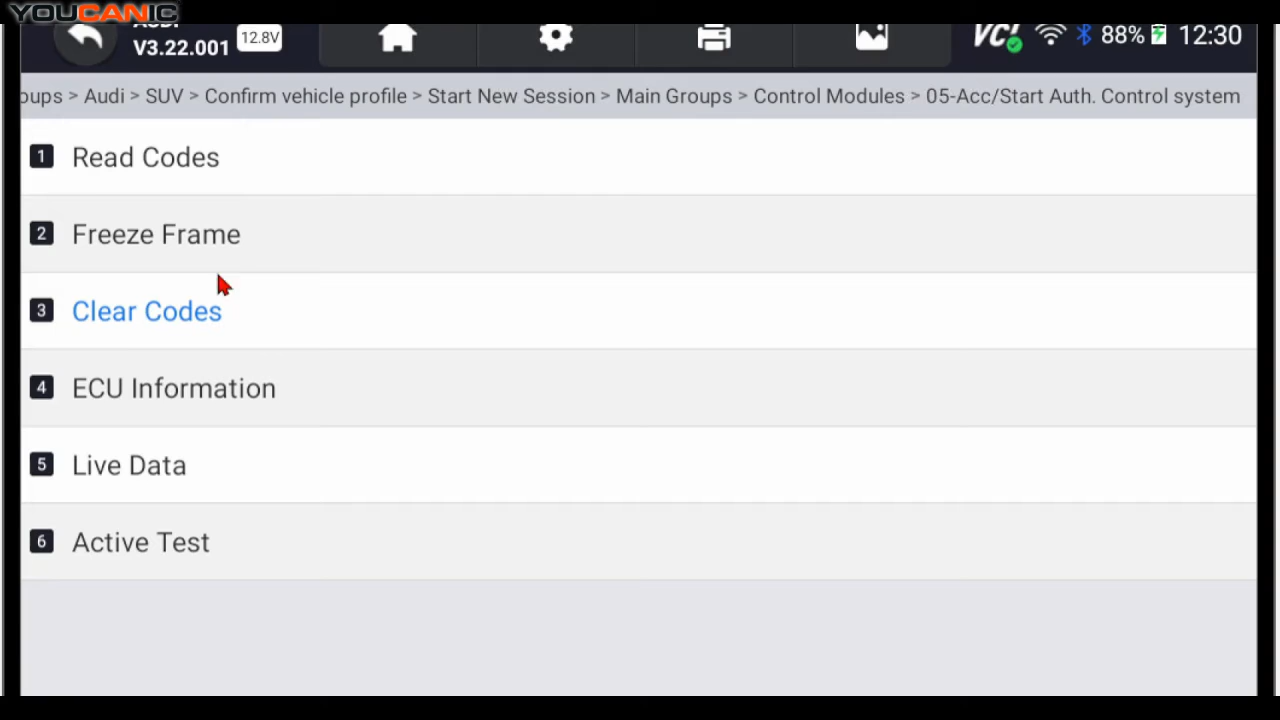 YOUCANIC
AUDI
V3.22.001
12.8V
VC!
88%
12:30
oups > Audi > SUV > Confirm vehicle profile > Start New Session > Main Groups > Control Modules > 05-Acc/Start Auth. Control system
1 Read Codes
2 Freeze Frame
3 Clear Codes
4 ECU Information
5 Live Data
6 Active Test